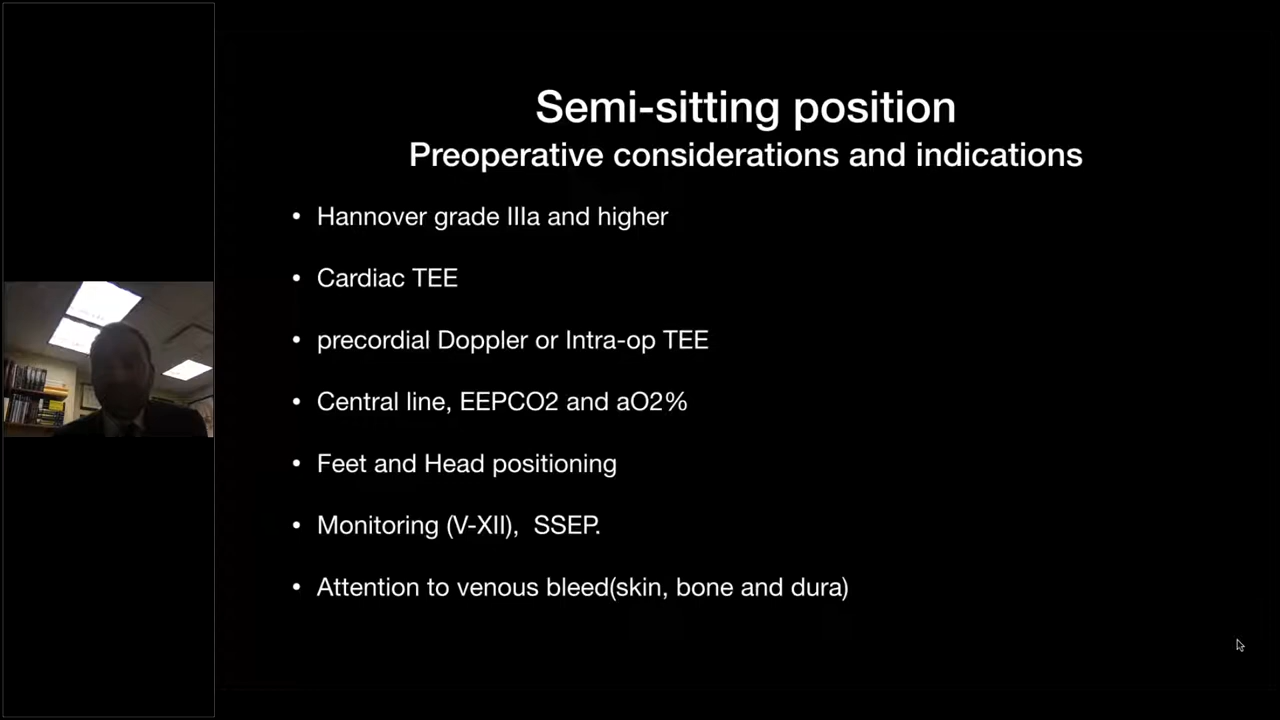 Semi-sitting position
Preoperative considerations and indications
• Hannover grade IIIa and higher
• Cardiac TEE
• precordial Doppler or Intra-op TEE
• Central line, EEPCO2 and aO2%
• Feet and Head positioning
• Monitoring (V-XII), SSEP.
• Attention to venous bleed(skin, bone and dura)